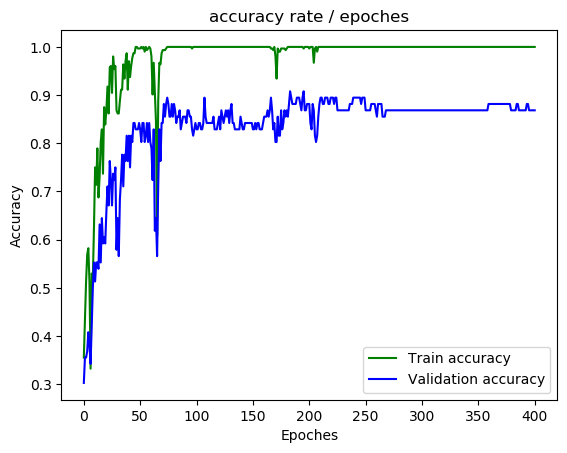 accuracy rate / epoches
Accuracy
1.0
0.9
0.8
0.7
0.6
0.5
0.4
0.3
0 50 100 150 200 250 300 350 400
Epoches
Train accuracy
Validation accuracy